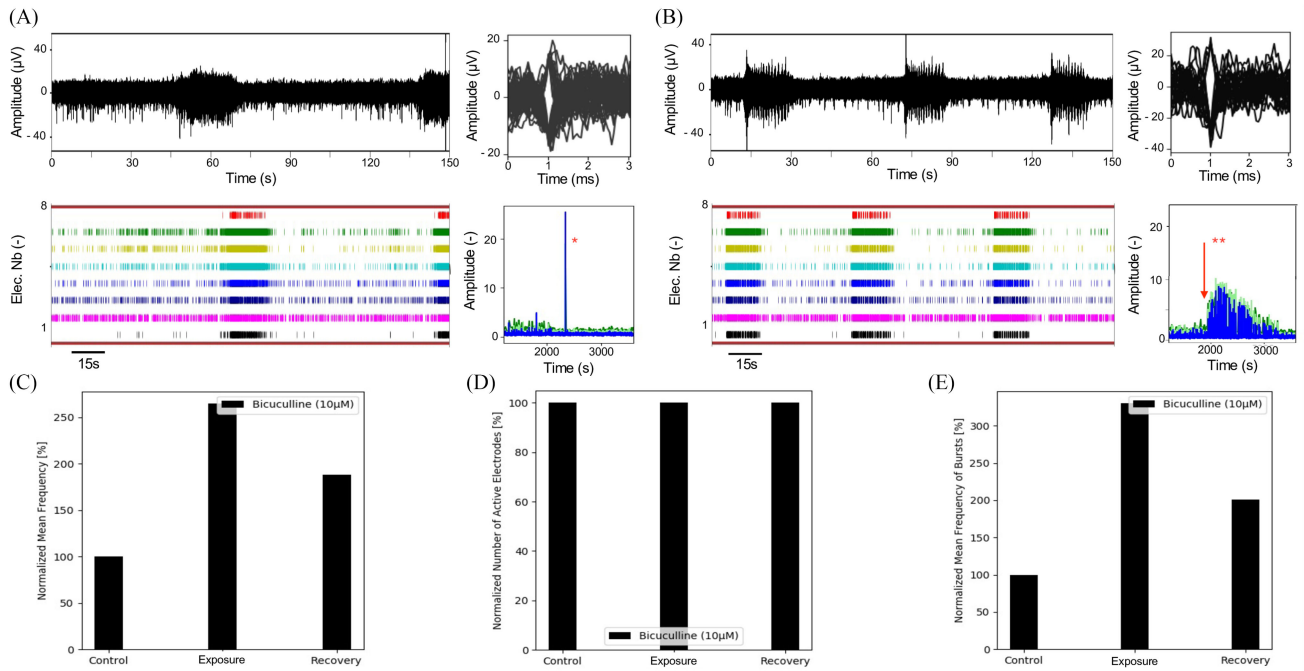 (A)
Amplitude (µV)
40
0
- 40
0
30
60
90
120
150
Time (s)
Amplitude (µV)
20
0
- 20
0
1
2
3
Time (ms)
(B)
Amplitude (µV)
40
0
- 40
0
30
60
90
120
150
Time (s)
Amplitude (µV)
20
0
- 20
- 40
0
1
2
3
Time (ms)
Elec. Nb (-)
8
1
15s
Amplitude (-)
20
10
0
*
2000
3000
Time (s)
Elec. Nb (-)
8
1
15s
Amplitude (-)
20
10
0
**
2000
3000
Time (s)
(C)
Normalized Mean Frequency [%]
250
200
150
100
50
0
Bicuculline (10µM)
Control
Exposure
Recovery
(D)
Normalized Number of Active Electrodes [%]
100
80
60
40
20
0
Bicuculline (10µM)
Control
Exposure
Recovery
(E)
Normalized Mean Frequency of Bursts [%]
300
250
200
150
100
50
0
Bicuculline (10µM)
Control
Exposure
Recovery